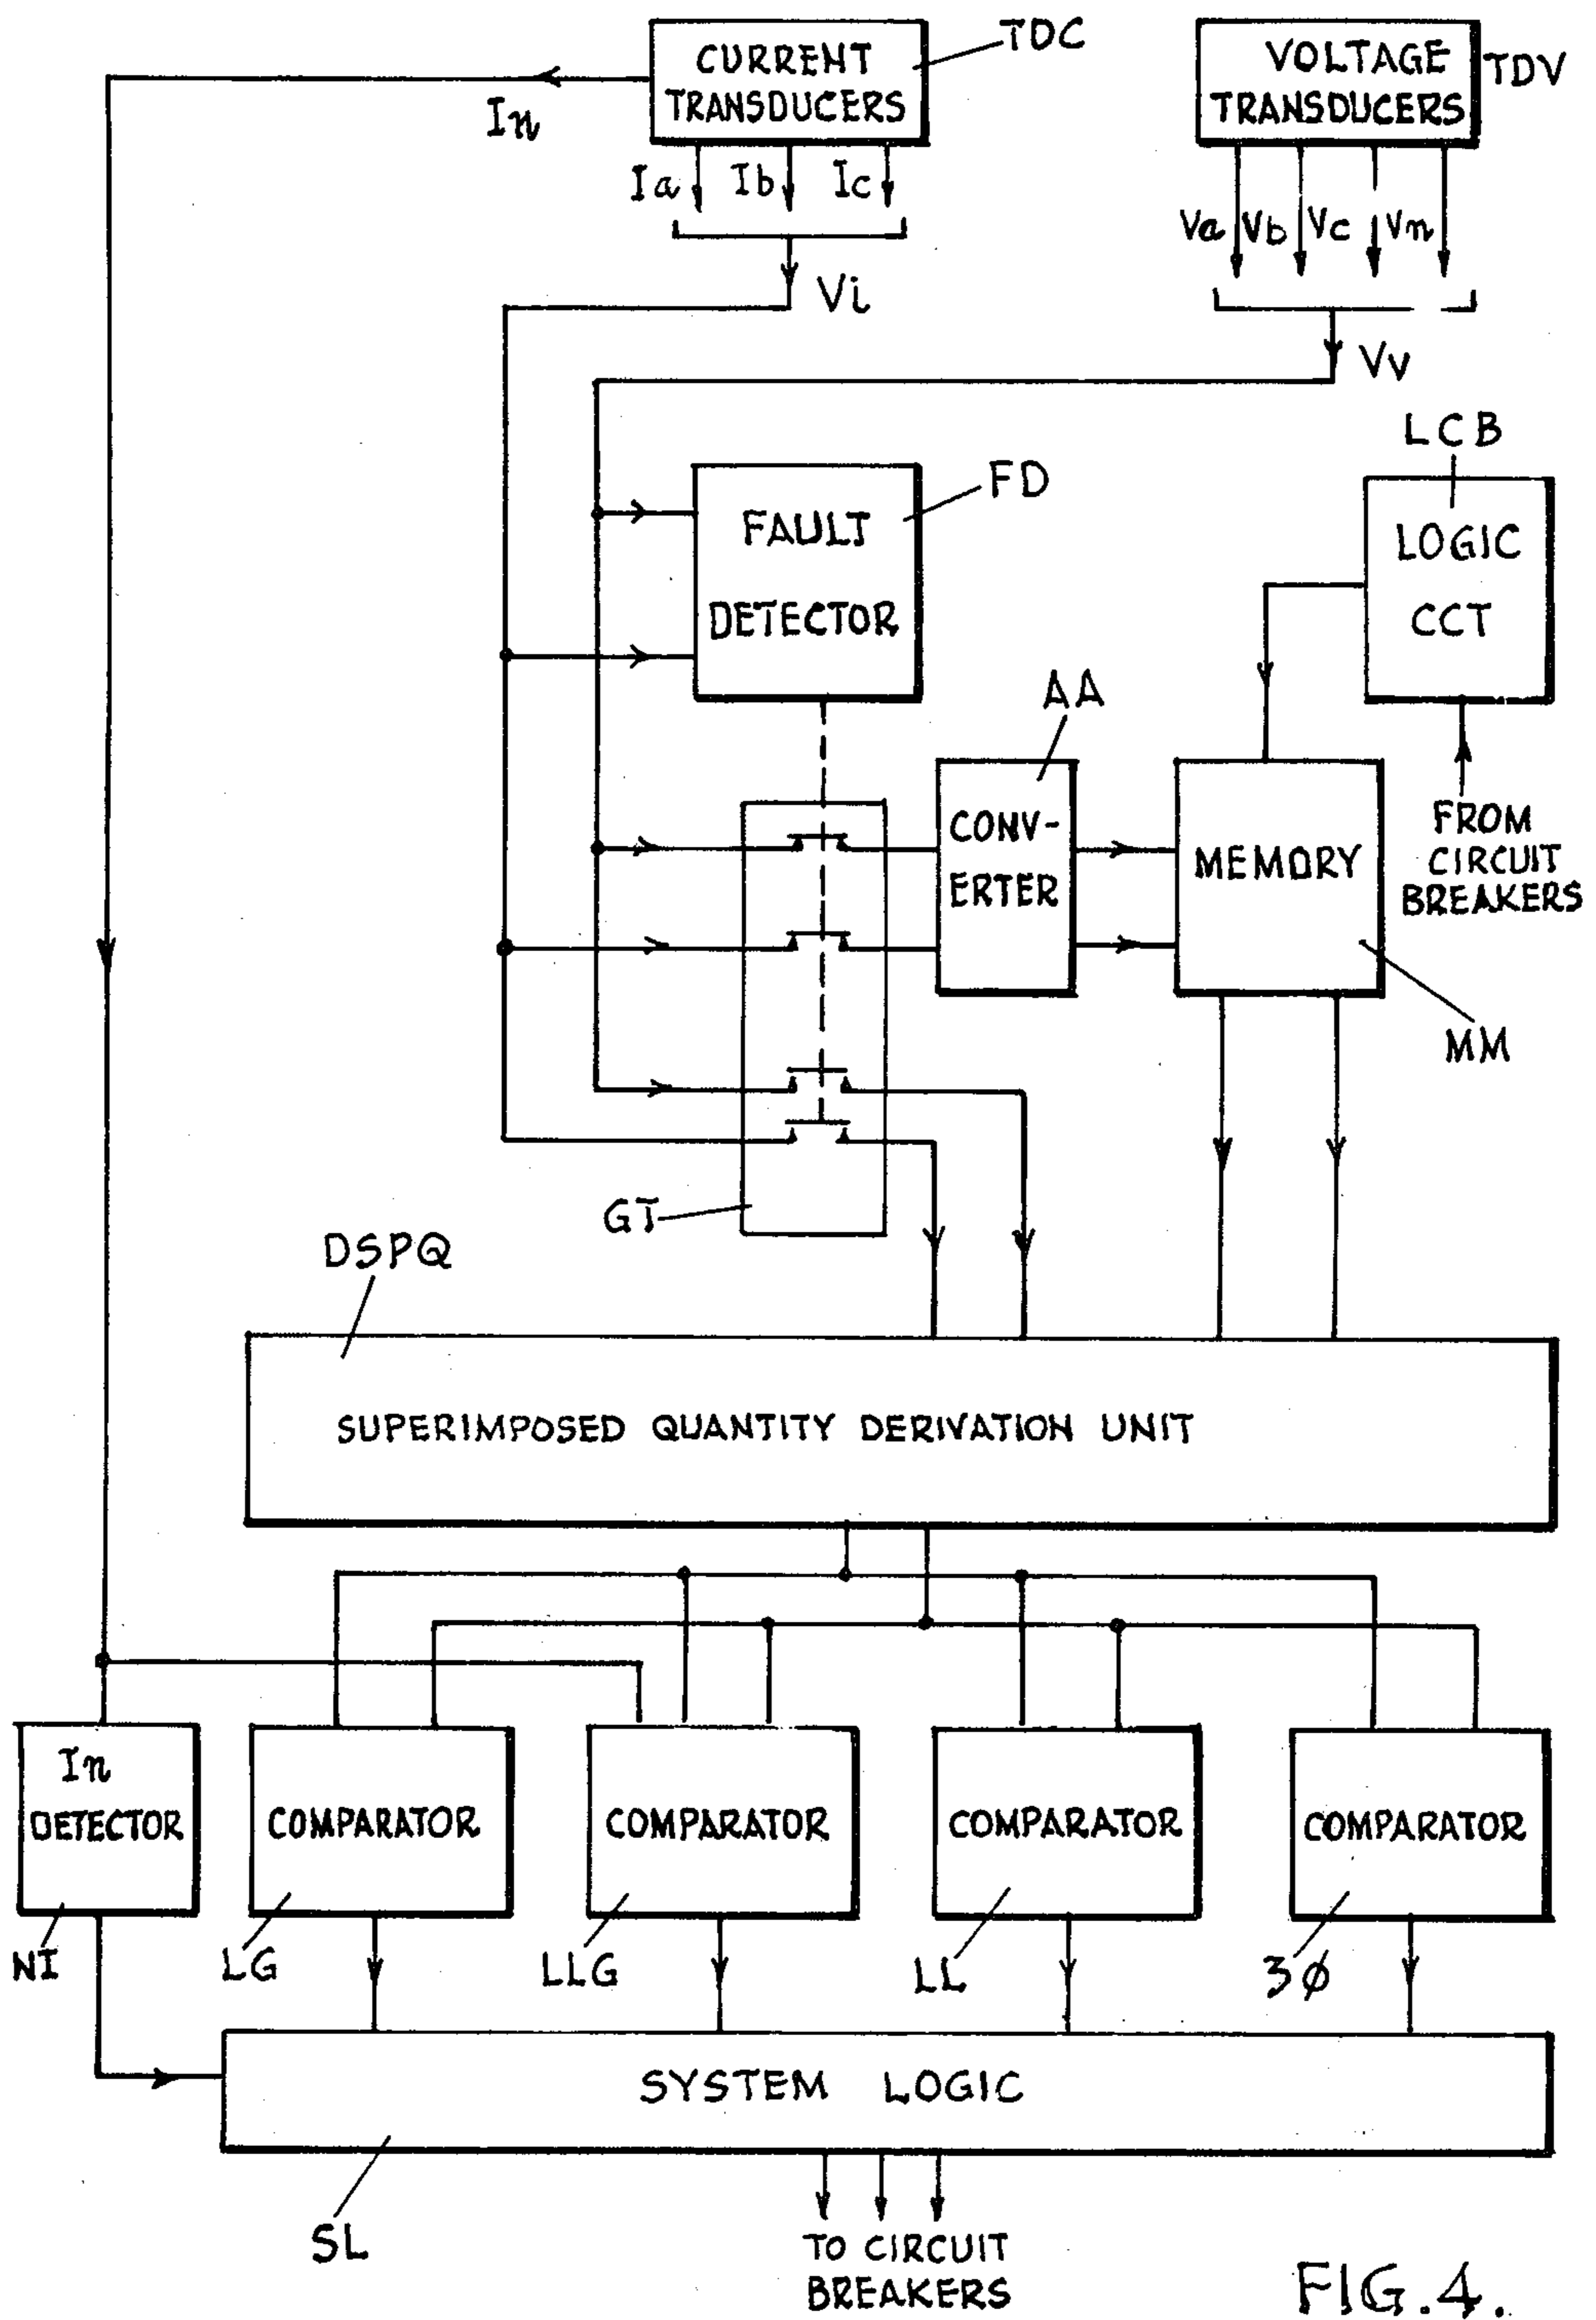 TDC
CURRENT
TRANSDUCERS
VOLTAGE
TRANSDUCERS
TDV
In
Ia Ib Ic
Va Vb Vc Vn
Vi
Vv
LCB
FD
FAULT
DETECTOR
LOGIC
CCT
AA
CONV-
ERTER
MEMORY
FROM
CIRCUIT
BREAKERS
MM
GT
DSPQ
SUPERIMPOSED QUANTITY DERIVATION UNIT
In
DETECTOR
COMPARATOR
COMPARATOR
COMPARATOR
COMPARATOR
NI
LG
LLG
LL
3ϕ
SYSTEM LOGIC
SL
TO CIRCUIT
BREAKERS
FIG.4.